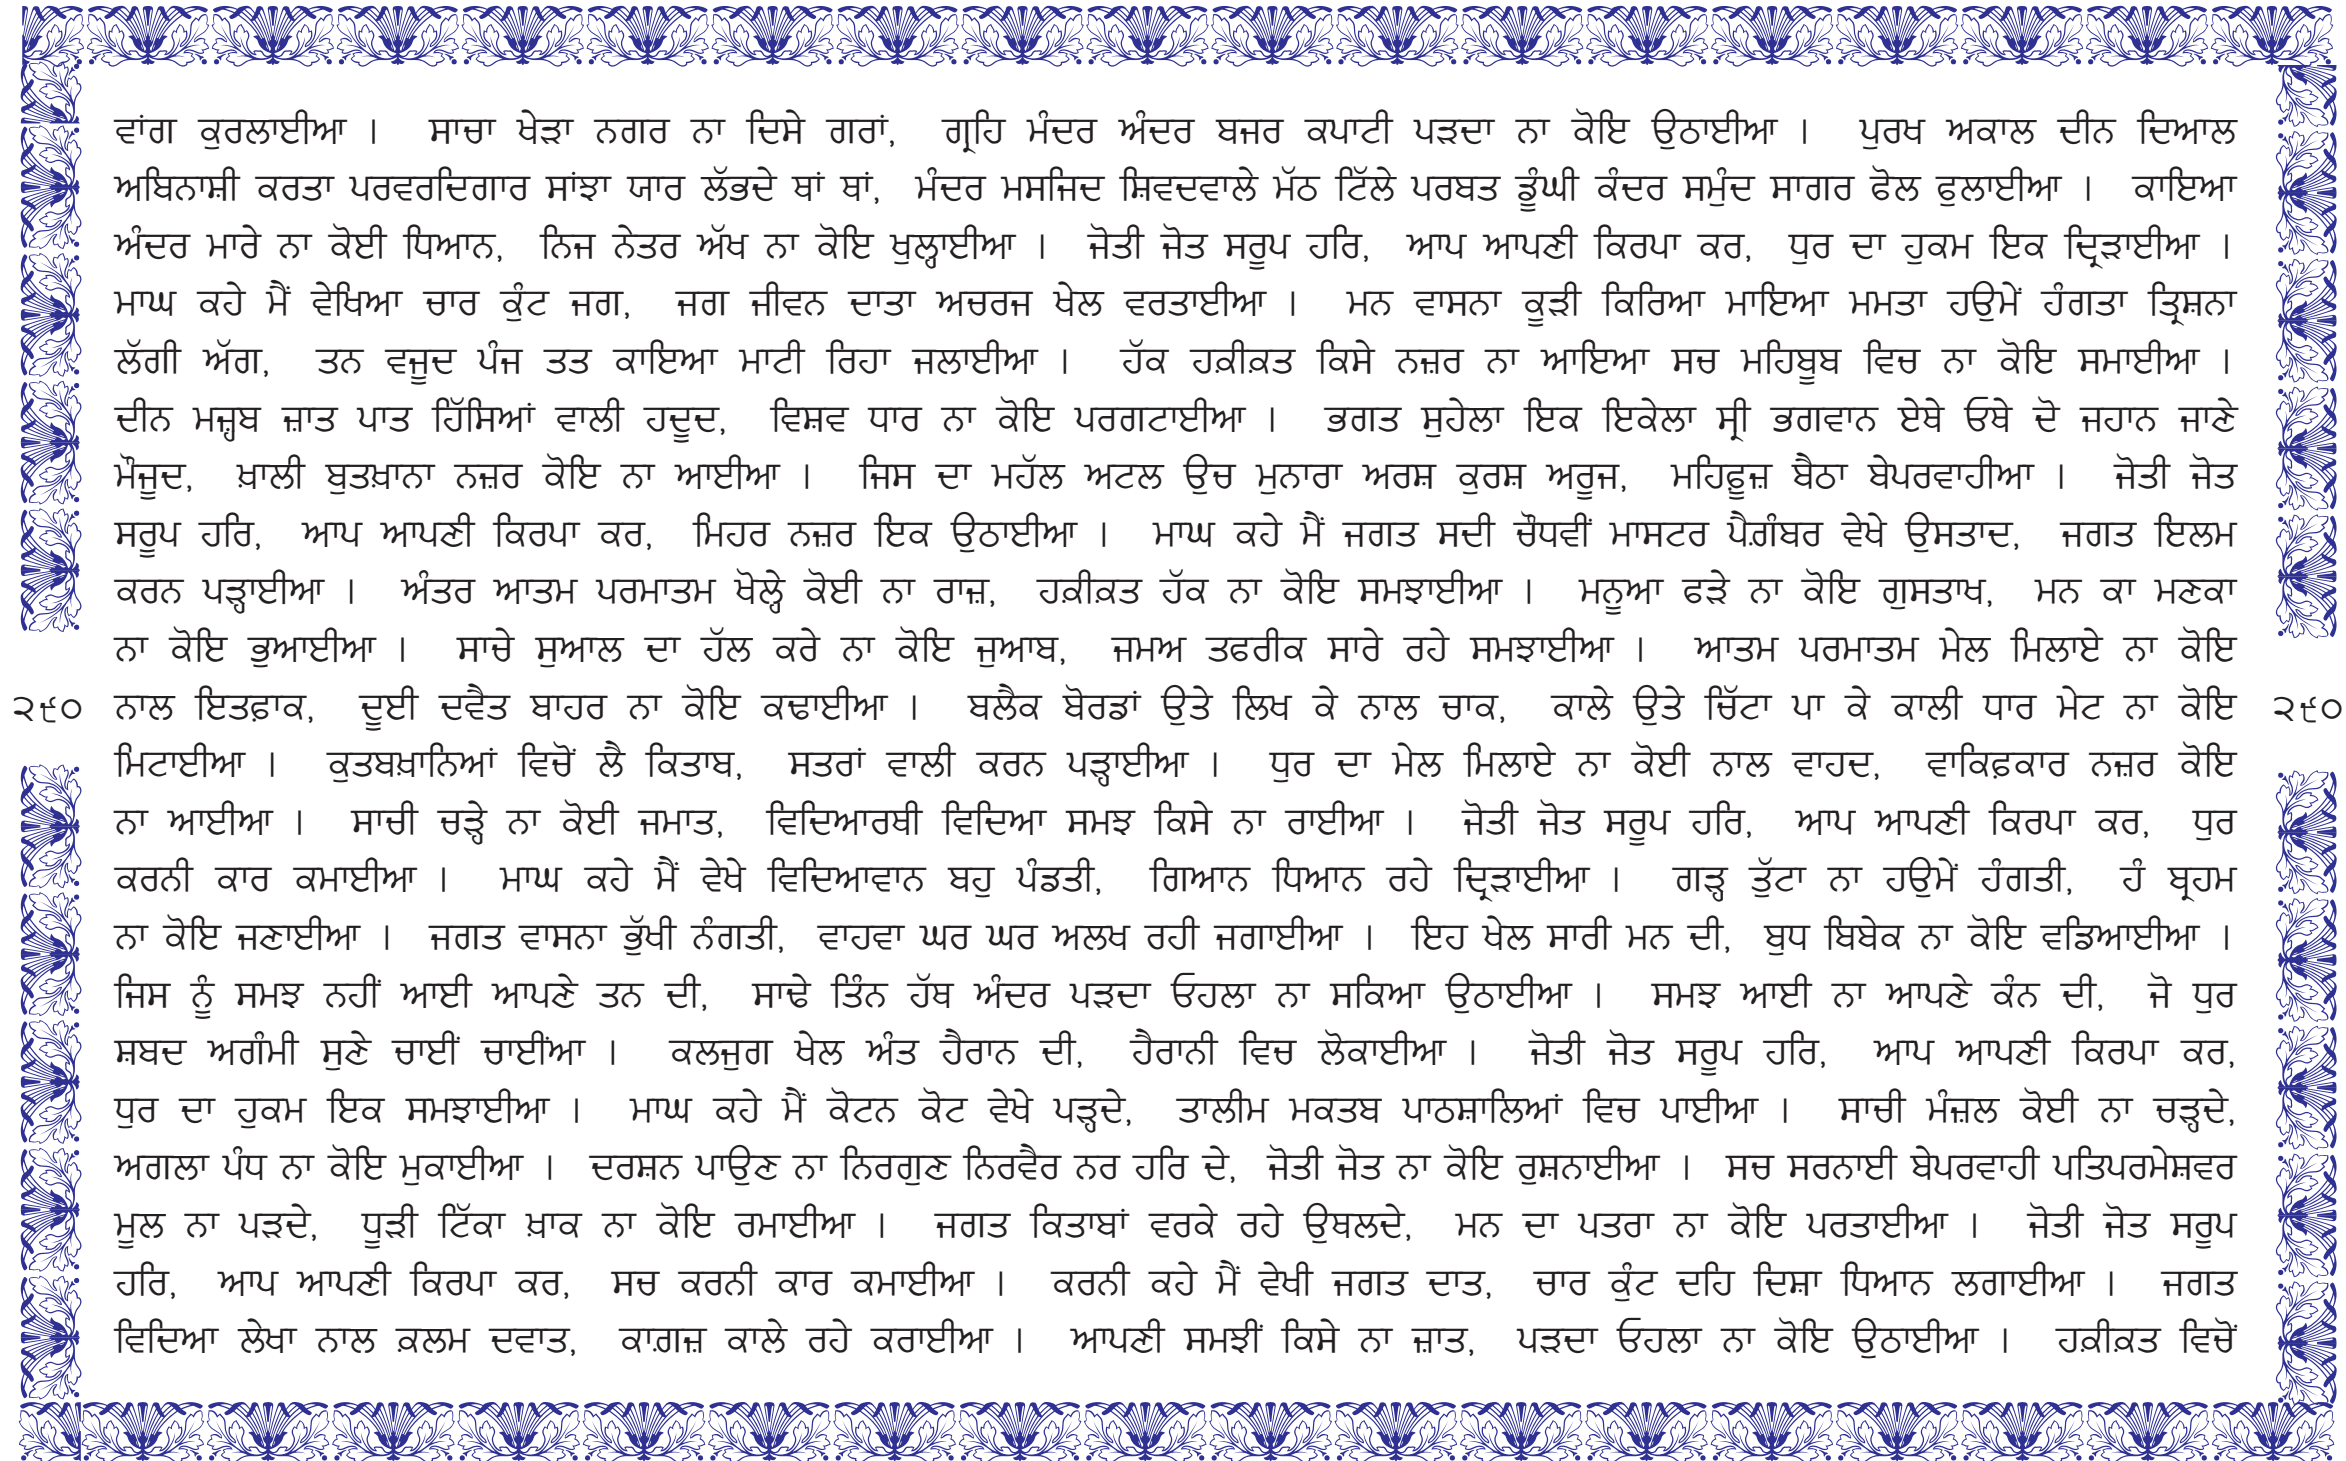 ਵਾਂਗ ਕੁਰਲਾਈਆ । ਸਾਚਾ ਖੇੜਾ ਨਗਰ ਨਾ ਦਿਸੇ ਗਰਾਂ, ਗ੍ਰਹਿ ਮੰਦਰ ਅੰਦਰ ਬਜਰ ਕਪਾਟੀ ਪੜਦਾ ਨਾ ਕੋਇ ਉਠਾਈਆ । ਪੁਰਖ ਅਕਾਲ ਦੀਨ ਦਿਆਲ
ਅਬਿਨਾਸ਼ੀ ਕਰਤਾ ਪਰਵਰਦਿਗਾਰ ਸਾਂਝਾ ਯਾਰ ਲੱਭਦੇ ਥਾਂ ਥਾਂ, ਮੰਦਰ ਮਸਜਿਦ ਸ਼ਿਵਦਵਾਲੇ ਮੱਠ ਟਿੱਲੇ ਪਰਬਤ ਡੂੰਘੀ ਕੰਦਰ ਸਮੁੰਦ ਸਾਗਰ ਫੋਲ ਫੁਲਾਈਆ । ਕਾਇਆ
ਅੰਦਰ ਮਾਰੇ ਨਾ ਕੋਈ ਧਿਆਨ, ਨਿਜ ਨੇਤਰ ਅੱਖ ਨਾ ਕੋਇ ਖੁਲ੍ਹਾਈਆ । ਜੋਤੀ ਜੋਤ ਸਰੂਪ ਹਰਿ, ਆਪ ਆਪਣੀ ਕਿਰਪਾ ਕਰ, ਧੁਰ ਦਾ ਹੁਕਮ ਇਕ ਦ੍ਰਿੜਾਈਆ ।
ਮਾਘ ਕਹੇ ਮੈਂ ਵੇਖਿਆ ਚਾਰ ਕੁੰਟ ਜਗ, ਜਗ ਜੀਵਨ ਦਾਤਾ ਅਚਰਜ ਖੇਲ ਵਰਤਾਈਆ । ਮਨ ਵਾਸਨਾ ਕੂੜੀ ਕਿਰਿਆ ਮਾਇਆ ਮਮਤਾ ਹਉਮੇਂ ਹੰਗਤਾ ਤ੍ਰਿਸ਼ਨਾ
ਲੱਗੀ ਅੱਗ, ਤਨ ਵਜੂਦ ਪੰਜ ਤਤ ਕਾਇਆ ਮਾਟੀ ਰਿਹਾ ਜਲਾਈਆ । ਹੱਕ ਹਕੀਕ਼ਤ ਕਿਸੇ ਨਜ਼ਰ ਨਾ ਆਇਆ ਸਚ ਮਹਿਬੂਬ ਵਿਚ ਨਾ ਕੋਇ ਸਮਾਈਆ ।
ਦੀਨ ਮਜ਼੍ਹਬ ਜ਼ਾਤ ਪਾਤ ਹਿੱਸਿਆਂ ਵਾਲੀ ਹਦੂਦ, ਵਿਸ਼ਵ ਧਾਰ ਨਾ ਕੋਇ ਪਰਗਟਾਈਆ । ਭਗਤ ਸੁਹੇਲਾ ਇਕ ਇਕੇਲਾ ਸ੍ਰੀ ਭਗਵਾਨ ਏਥੇ ਓਥੇ ਦੋ ਜਹਾਨ ਜਾਣੇ
ਮੌਜੂਦ, ਖ਼ਾਲੀ ਬੁਤਖ਼ਾਨਾ ਨਜ਼ਰ ਕੋਇ ਨਾ ਆਈਆ । ਜਿਸ ਦਾ ਮਹੱਲ ਅਟਲ ਉਚ ਮੁਨਾਰਾ ਅਰਸ਼ ਕੁਰਸ਼ ਅਰੂਜ, ਮਹਿਫ਼ੂਜ਼ ਬੈਠਾ ਬੇਪਰਵਾਹੀਆ । ਜੋਤੀ ਜੋਤ
ਸਰੂਪ ਹਰਿ, ਆਪ ਆਪਣੀ ਕਿਰਪਾ ਕਰ, ਮਿਹਰ ਨਜ਼ਰ ਇਕ ਉਠਾਈਆ । ਮਾਘ ਕਹੇ ਮੈਂ ਜਗਤ ਸਦੀ ਚੌਧਵੀਂ ਮਾਸਟਰ ਪੈਗ਼ੰਬਰ ਵੇਖੇ ਉਸਤਾਦ, ਜਗਤ ਇਲਮ
ਕਰਨ ਪੜ੍ਹਾਈਆ । ਅੰਤਰ ਆਤਮ ਪਰਮਾਤਮ ਖੋਲ੍ਹੇ ਕੋਈ ਨਾ ਰਾਜ਼, ਹਕ਼ੀਕ਼ਤ ਹੱਕ ਨਾ ਕੋਇ ਸਮਝਾਈਆ । ਮਨੂਆ ਫੜੇ ਨਾ ਕੋਇ ਗੁਸਤਾਖ, ਮਨ ਕਾ ਮਣਕਾ
ਨਾ ਕੋਇ ਭੁਆਈਆ । ਸਾਚੇ ਸੁਆਲ ਦਾ ਹੱਲ ਕਰੇ ਨਾ ਕੋਇ ਜੁਆਬ, ਜਮਅ ਤਫਰੀਕ ਸਾਰੇ ਰਹੇ ਸਮਝਾਈਆ । ਆਤਮ ਪਰਮਾਤਮ ਮੇਲ ਮਿਲਾਏ ਨਾ ਕੋਇ
੨੯੦ ਨਾਲ ਇਤਫ਼ਾਕ, ਦੂਈ ਦਵੈਤ ਬਾਹਰ ਨਾ ਕੋਇ ਕਢਾਈਆ । ਬਲੈਕ ਬੋਰਡਾਂ ਉਤੇ ਲਿਖ ਕੇ ਨਾਲ ਚਾਕ, ਕਾਲੇ ਉਤੇ ਚਿੱਟਾ ਪਾ ਕੇ ਕਾਲੀ ਧਾਰ ਮੇਟ ਨਾ ਕੋਇ ੨੯੦
ਮਿਟਾਈਆ । ਕੁਤਬਖ਼ਾਨਿਆਂ ਵਿਚੋਂ ਲੈ ਕਿਤਾਬ, ਸਤਰਾਂ ਵਾਲੀ ਕਰਨ ਪੜ੍ਹਾਈਆ । ਧੁਰ ਦਾ ਮੇਲ ਮਿਲਾਏ ਨਾ ਕੋਈ ਨਾਲ ਵਾਹਦ, ਵਾਕਿਫ਼ਕਾਰ ਨਜ਼ਰ ਕੋਇ
ਨਾ ਆਈਆ । ਸਾਚੀ ਚੜ੍ਹੇ ਨਾ ਕੋਈ ਜਮਾਤ, ਵਿਦਿਆਰਥੀ ਵਿਦਿਆ ਸਮਝ ਕਿਸੇ ਨਾ ਰਾਈਆ । ਜੋਤੀ ਜੋਤ ਸਰੂਪ ਹਰਿ, ਆਪ ਆਪਣੀ ਕਿਰਪਾ ਕਰ, ਧੁਰ
ਕਰਨੀ ਕਾਰ ਕਮਾਈਆ । ਮਾਘ ਕਹੇ ਮੈਂ ਵੇਖੇ ਵਿਦਿਆਵਾਨ ਬਹੁ ਪੰਡਤੀ, ਗਿਆਨ ਧਿਆਨ ਰਹੇ ਦ੍ਰਿੜਾਈਆ । ਗੜ੍ਹ ਤੁੱਟਾ ਨਾ ਹਉਮੇਂ ਹੰਗਤੀ, ਹੰ ਬ੍ਰਹਮ
ਨਾ ਕੋਇ ਜਣਾਈਆ । ਜਗਤ ਵਾਸਨਾ ਭੁੱਖੀ ਨੰਗਤੀ, ਵਾਹਵਾ ਘਰ ਘਰ ਅਲਖ ਰਹੀ ਜਗਾਈਆ । ਇਹ ਖੇਲ ਸਾਰੀ ਮਨ ਦੀ, ਬੁਧ ਬਿਬੇਕ ਨਾ ਕੋਇ ਵਡਿਆਈਆ ।
ਜਿਸ ਨੂੰ ਸਮਝ ਨਹੀਂ ਆਈ ਆਪਣੇ ਤਨ ਦੀ, ਸਾਢੇ ਤਿੰਨ ਹੱਥ ਅੰਦਰ ਪੜਦਾ ਓਹਲਾ ਨਾ ਸਕਿਆ ਉਠਾਈਆ । ਸਮਝ ਆਈ ਨਾ ਆਪਣੇ ਕੰਨ ਦੀ, ਜੋ ਧੁਰ
ਸ਼ਬਦ ਅਗੰਮੀ ਸੁਣੇ ਚਾਈਂ ਚਾਈਂਆ । ਕਲਜੁਗ ਖੇਲ ਅੰਤ ਹੈਰਾਨ ਦੀ, ਹੈਰਾਨੀ ਵਿਚ ਲੋਕਾਈਆ । ਜੋਤੀ ਜੋਤ ਸਰੂਪ ਹਰਿ, ਆਪ ਆਪਣੀ ਕਿਰਪਾ ਕਰ,
ਧੁਰ ਦਾ ਹੁਕਮ ਇਕ ਸਮਝਾਈਆ । ਮਾਘ ਕਹੇ ਮੈਂ ਕੋਟਨ ਕੋਟ ਵੇਖੇ ਪੜ੍ਹਦੇ, ਤਾਲੀਮ ਮਕਤਬ ਪਾਠਸ਼ਾਲਿਆਂ ਵਿਚ ਪਾਈਆ । ਸਾਚੀ ਮੰਜ਼ਲ ਕੋਈ ਨਾ ਚੜ੍ਹਦੇ,
ਅਗਲਾ ਪੰਧ ਨਾ ਕੋਇ ਮੁਕਾਈਆ । ਦਰਸ਼ਨ ਪਾਉਣ ਨਾ ਨਿਰਗੁਣ ਨਿਰਵੈਰ ਨਰ ਹਰਿ ਦੇ, ਜੋਤੀ ਜੋਤ ਨਾ ਕੋਇ ਰੁਸ਼ਨਾਈਆ । ਸਚ ਸਰਨਾਈ ਬੇਪਰਵਾਹੀ ਪਤਿਪਰਮੇਸ਼ਵਰ
ਮੂਲ ਨਾ ਪੜਦੇ, ਧੂੜੀ ਟਿੱਕਾ ਖ਼ਾਕ ਨਾ ਕੋਇ ਰਮਾਈਆ । ਜਗਤ ਕਿਤਾਬਾਂ ਵਰਕੇ ਰਹੇ ਉਥਲਦੇ, ਮਨ ਦਾ ਪਤਰਾ ਨਾ ਕੋਇ ਪਰਤਾਈਆ । ਜੋਤੀ ਜੋਤ ਸਰੂਪ
ਹਰਿ, ਆਪ ਆਪਣੀ ਕਿਰਪਾ ਕਰ, ਸਚ ਕਰਨੀ ਕਾਰ ਕਮਾਈਆ । ਕਰਨੀ ਕਹੇ ਮੈਂ ਵੇਖੀ ਜਗਤ ਦਾਤ, ਚਾਰ ਕੁੰਟ ਦਹਿ ਦਿਸ਼ਾ ਧਿਆਨ ਲਗਾਈਆ । ਜਗਤ
ਵਿਦਿਆ ਲੇਖਾ ਨਾਲ ਕ਼ਲਮ ਦਵਾਤ, ਕਾਗ਼ਜ਼ ਕਾਲੇ ਰਹੇ ਕਰਾਈਆ । ਆਪਣੀ ਸਮਝੀਂ ਕਿਸੇ ਨਾ ਜ਼ਾਤ, ਪੜਦਾ ਓਹਲਾ ਨਾ ਕੋਇ ਉਠਾਈਆ । ਹਕ਼ੀਕ਼ਤ ਵਿਚੋਂ